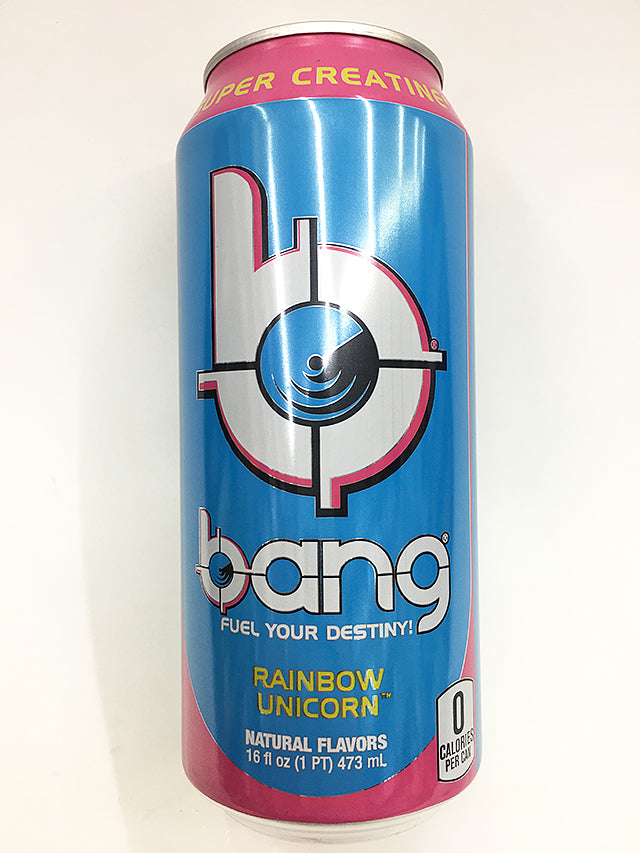 SUPER CREATINE
b
®
bang®
FUEL YOUR DESTINY!
RAINBOW
UNICORN™
NATURAL FLAVORS
16 fl oz (1 PT) 473 mL
0
CALORIES
PER CAN